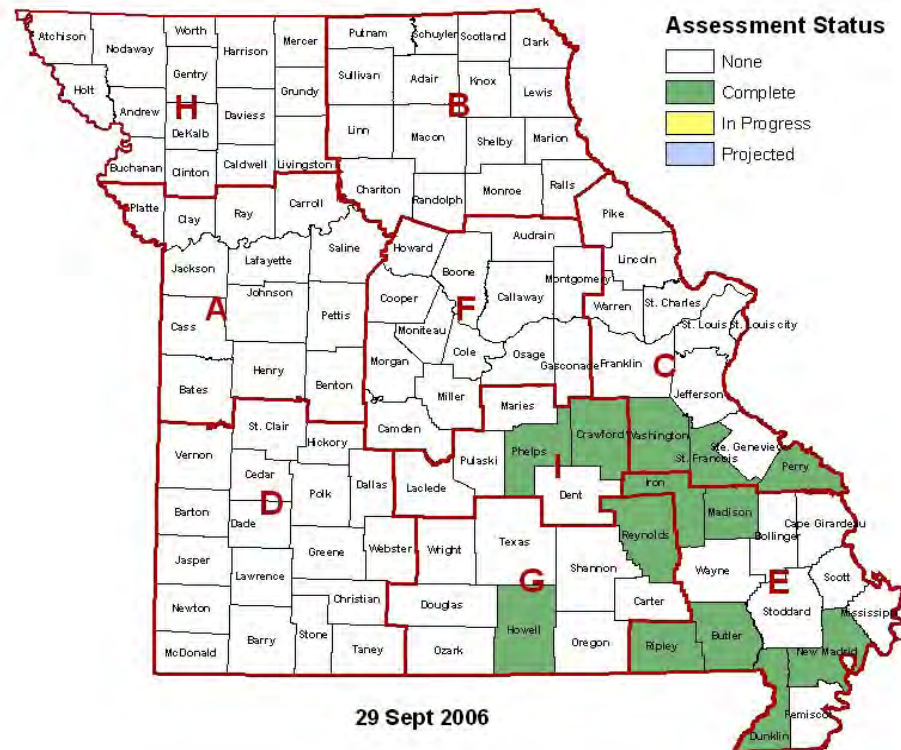 Assessment Status
None
Complete
In Progress
Projected
Atchison
Nodaway
Worth
Harrison
Mercer
Putnam
Schuyler
Scotland
Clark
Holt
Gentry
Grundy
Sullivan
Adair
Knox
Lewis
Andrew
H
DeKalb
Daviess
B
Linn
Macon
Shelby
Marion
Buchanan
Clinton
Caldwell
Livingston
Chariton
Randolph
Monroe
Ralls
Platte
Clay
Ray
Carroll
Pike
Saline
Howard
Audrain
Jackson
Lafayette
Boone
Lincoln
Johnson
Cooper
Callaway
Montgomery
Warren
St. Charles
A
Pettis
F
Cass
Moniteau
St. Louis
St. Louis city
Cole
Osage
Gasconade
Franklin
C
Morgan
Henry
Bates
Benton
Miller
Jefferson
Maries
St. Clair
Camden
Crawford
Washington
Hickory
Ste. Genevieve
Vernon
Phelps
Pulaski
St. Francis
Perry
Cedar
I
Dallas
Laclede
Iron
Dent
D
Polk
Barton
Dade
Madison
Cape Girardeau
Bollinger
Reynolds
Texas
Greene
Webster
Wright
Jasper
Shannon
Wayne
Lawrence
G
E
Scott
Christian
Douglas
Carter
Stoddard
Mississippi
Newton
Howell
Stone
Barry
Taney
Ozark
Oregon
Ripley
Butler
McDonald
New Madrid
Pemiscot
Dunklin
29 Sept 2006